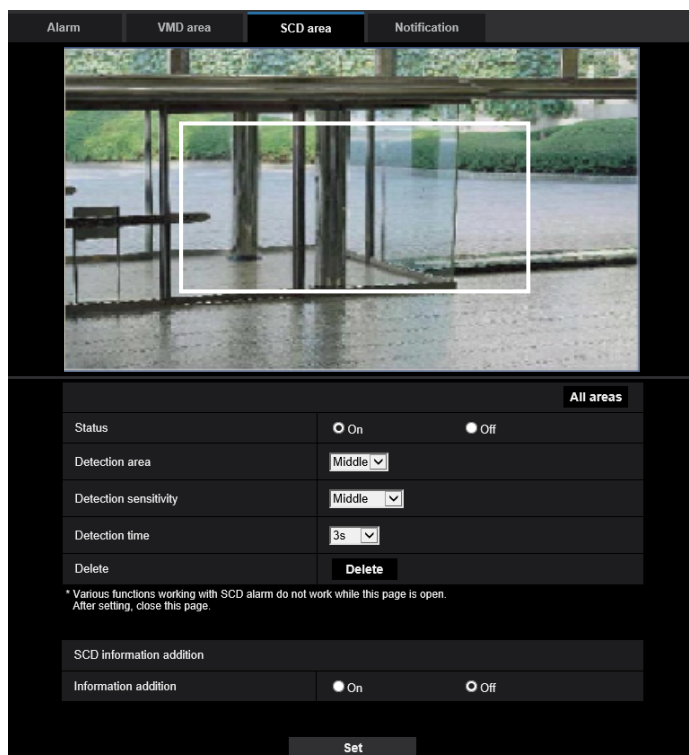 Alarm VMD area SCD area Notification
All areas
Status On Off
Detection area Middle
Detection sensitivity Middle
Detection time 3s
Delete Delete
* Various functions working with SCD alarm do not work while this page is open.
After setting, close this page.
SCD information addition
Information addition On Off
Set